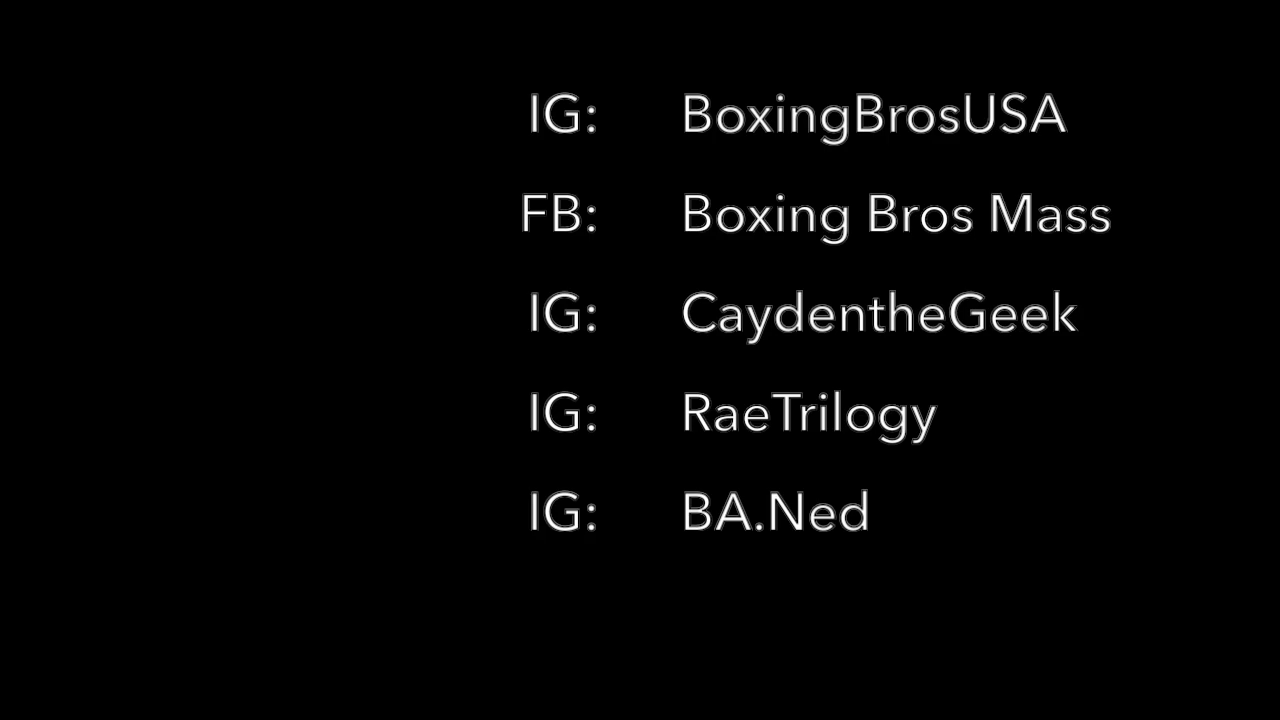 IG: BoxingBrosUSA
FB: Boxing Bros Mass
IG: CaydentheGeek
IG: RaeTrilogy
IG: BA.Ned